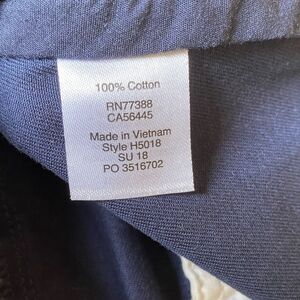 100% Cotton
RN77388
CA56445
Made in Vietnam
Style H5018
SU 18
PO 3516702